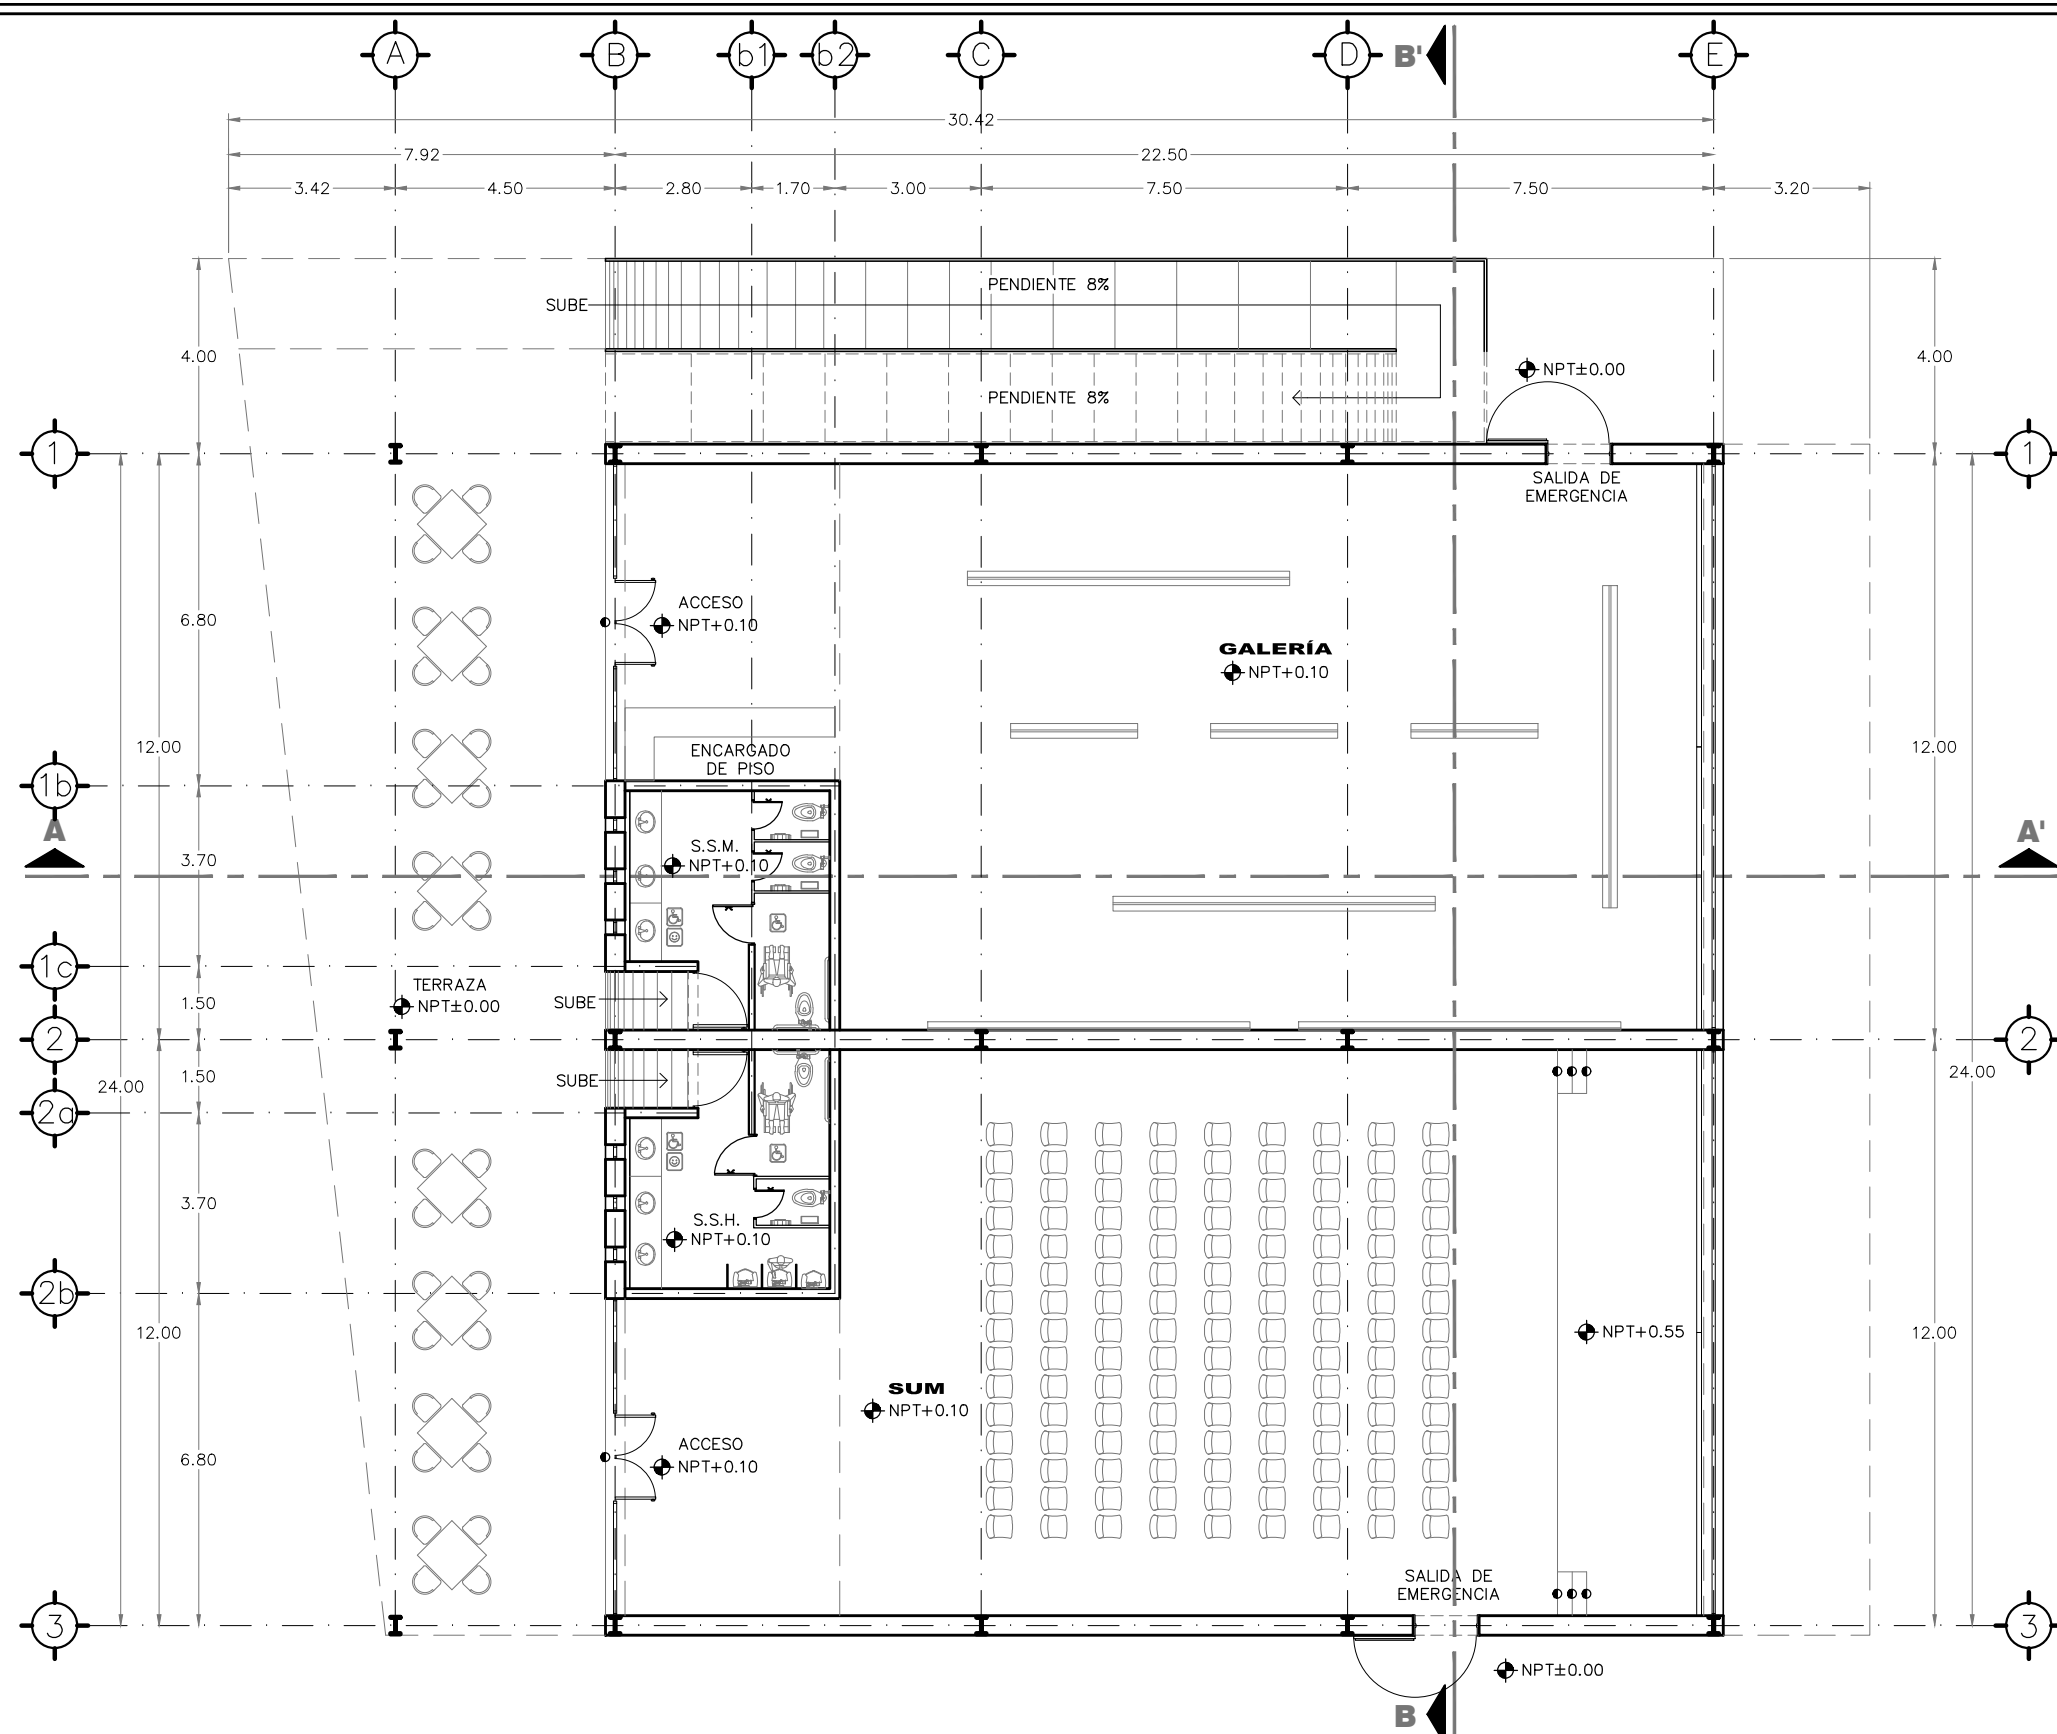 A B b1 b2 C D B' E
30.42
7.92 22.50
3.42 4.50 2.80 1.70 3.00 7.50 7.50 3.20
PENDIENTE 8%
SUBE
4.00 4.00
NPT±0.00
PENDIENTE 8%
1 1
SALIDA DE
EMERGENCIA
ACCESO
6.80
NPT+0.10
GALERÍA
NPT+0.10
12.00 12.00
ENCARGADO
DE PISO
1b
A A'
S.S.M.
3.70
NPT+0.10
1c
TERRAZA
1.50
NPT±0.00
SUBE
2 2
24.00 24.00
1.50
SUBE
2a
3.70
S.S.H.
NPT+0.10
2b
12.00 12.00
NPT+0.55
SUM
NPT+0.10
ACCESO
6.80
NPT+0.10
SALIDA DE
EMERGENCIA
3 3
NPT±0.00
B